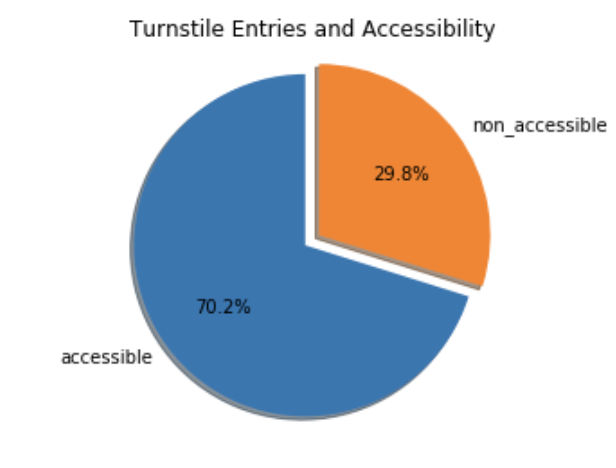 Turnstile Entries and Accessibility
non_accessible
29.8%
70.2%
accessible